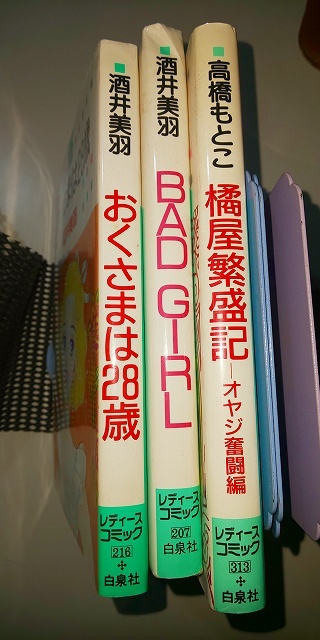 酒井美羽
おくさまは28歳
レディース
コミック
216
白泉社
酒井美羽
BAD GIRL
レディース
コミック
207
白泉社
高橋もとこ
橘屋繁盛記
―オヤジ奮闘編
レディース
コミック
313
白泉社